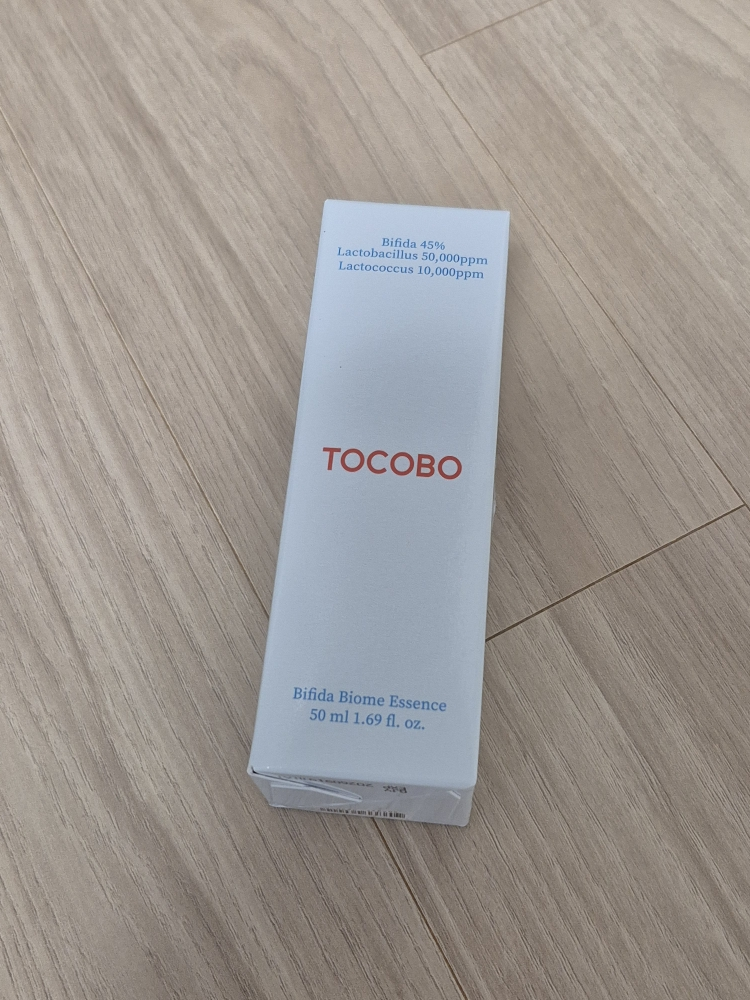 Bifida 45%
Lactobacillus 50,000ppm
Lactococcus 10,000ppm
TOCOBO
Bifida Biome Essence
50 ml 1.69 fl. oz.